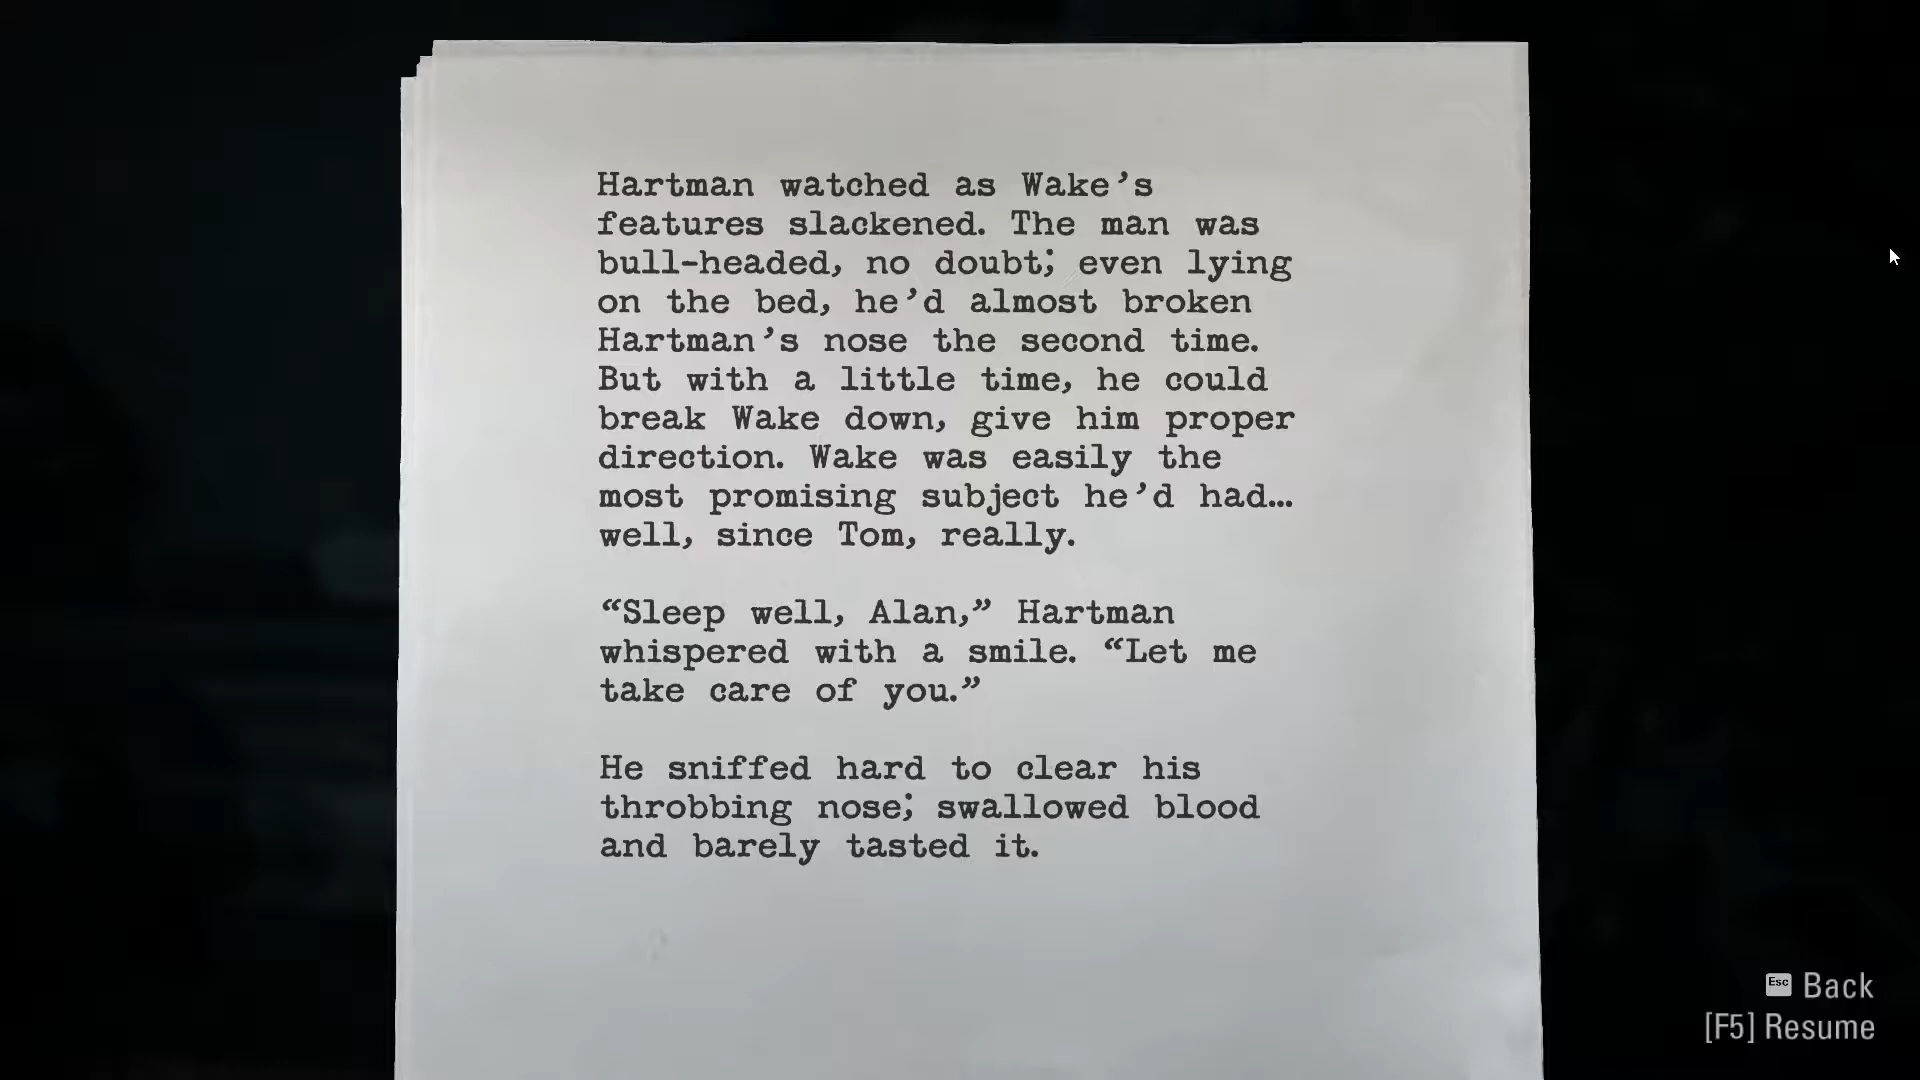 Hartman watched as Wake’s
features slackened. The man was
bull-headed, no doubt; even lying
on the bed, he’d almost broken
Hartman’s nose the second time.
But with a little time, he could
break Wake down, give him proper
direction. Wake was easily the
most promising subject he’d had…
well, since Tom, really.
“Sleep well, Alan,” Hartman
whispered with a smile. “Let me
take care of you.”
He sniffed hard to clear his
throbbing nose; swallowed blood
and barely tasted it.
Esc Back
[F5] Resume